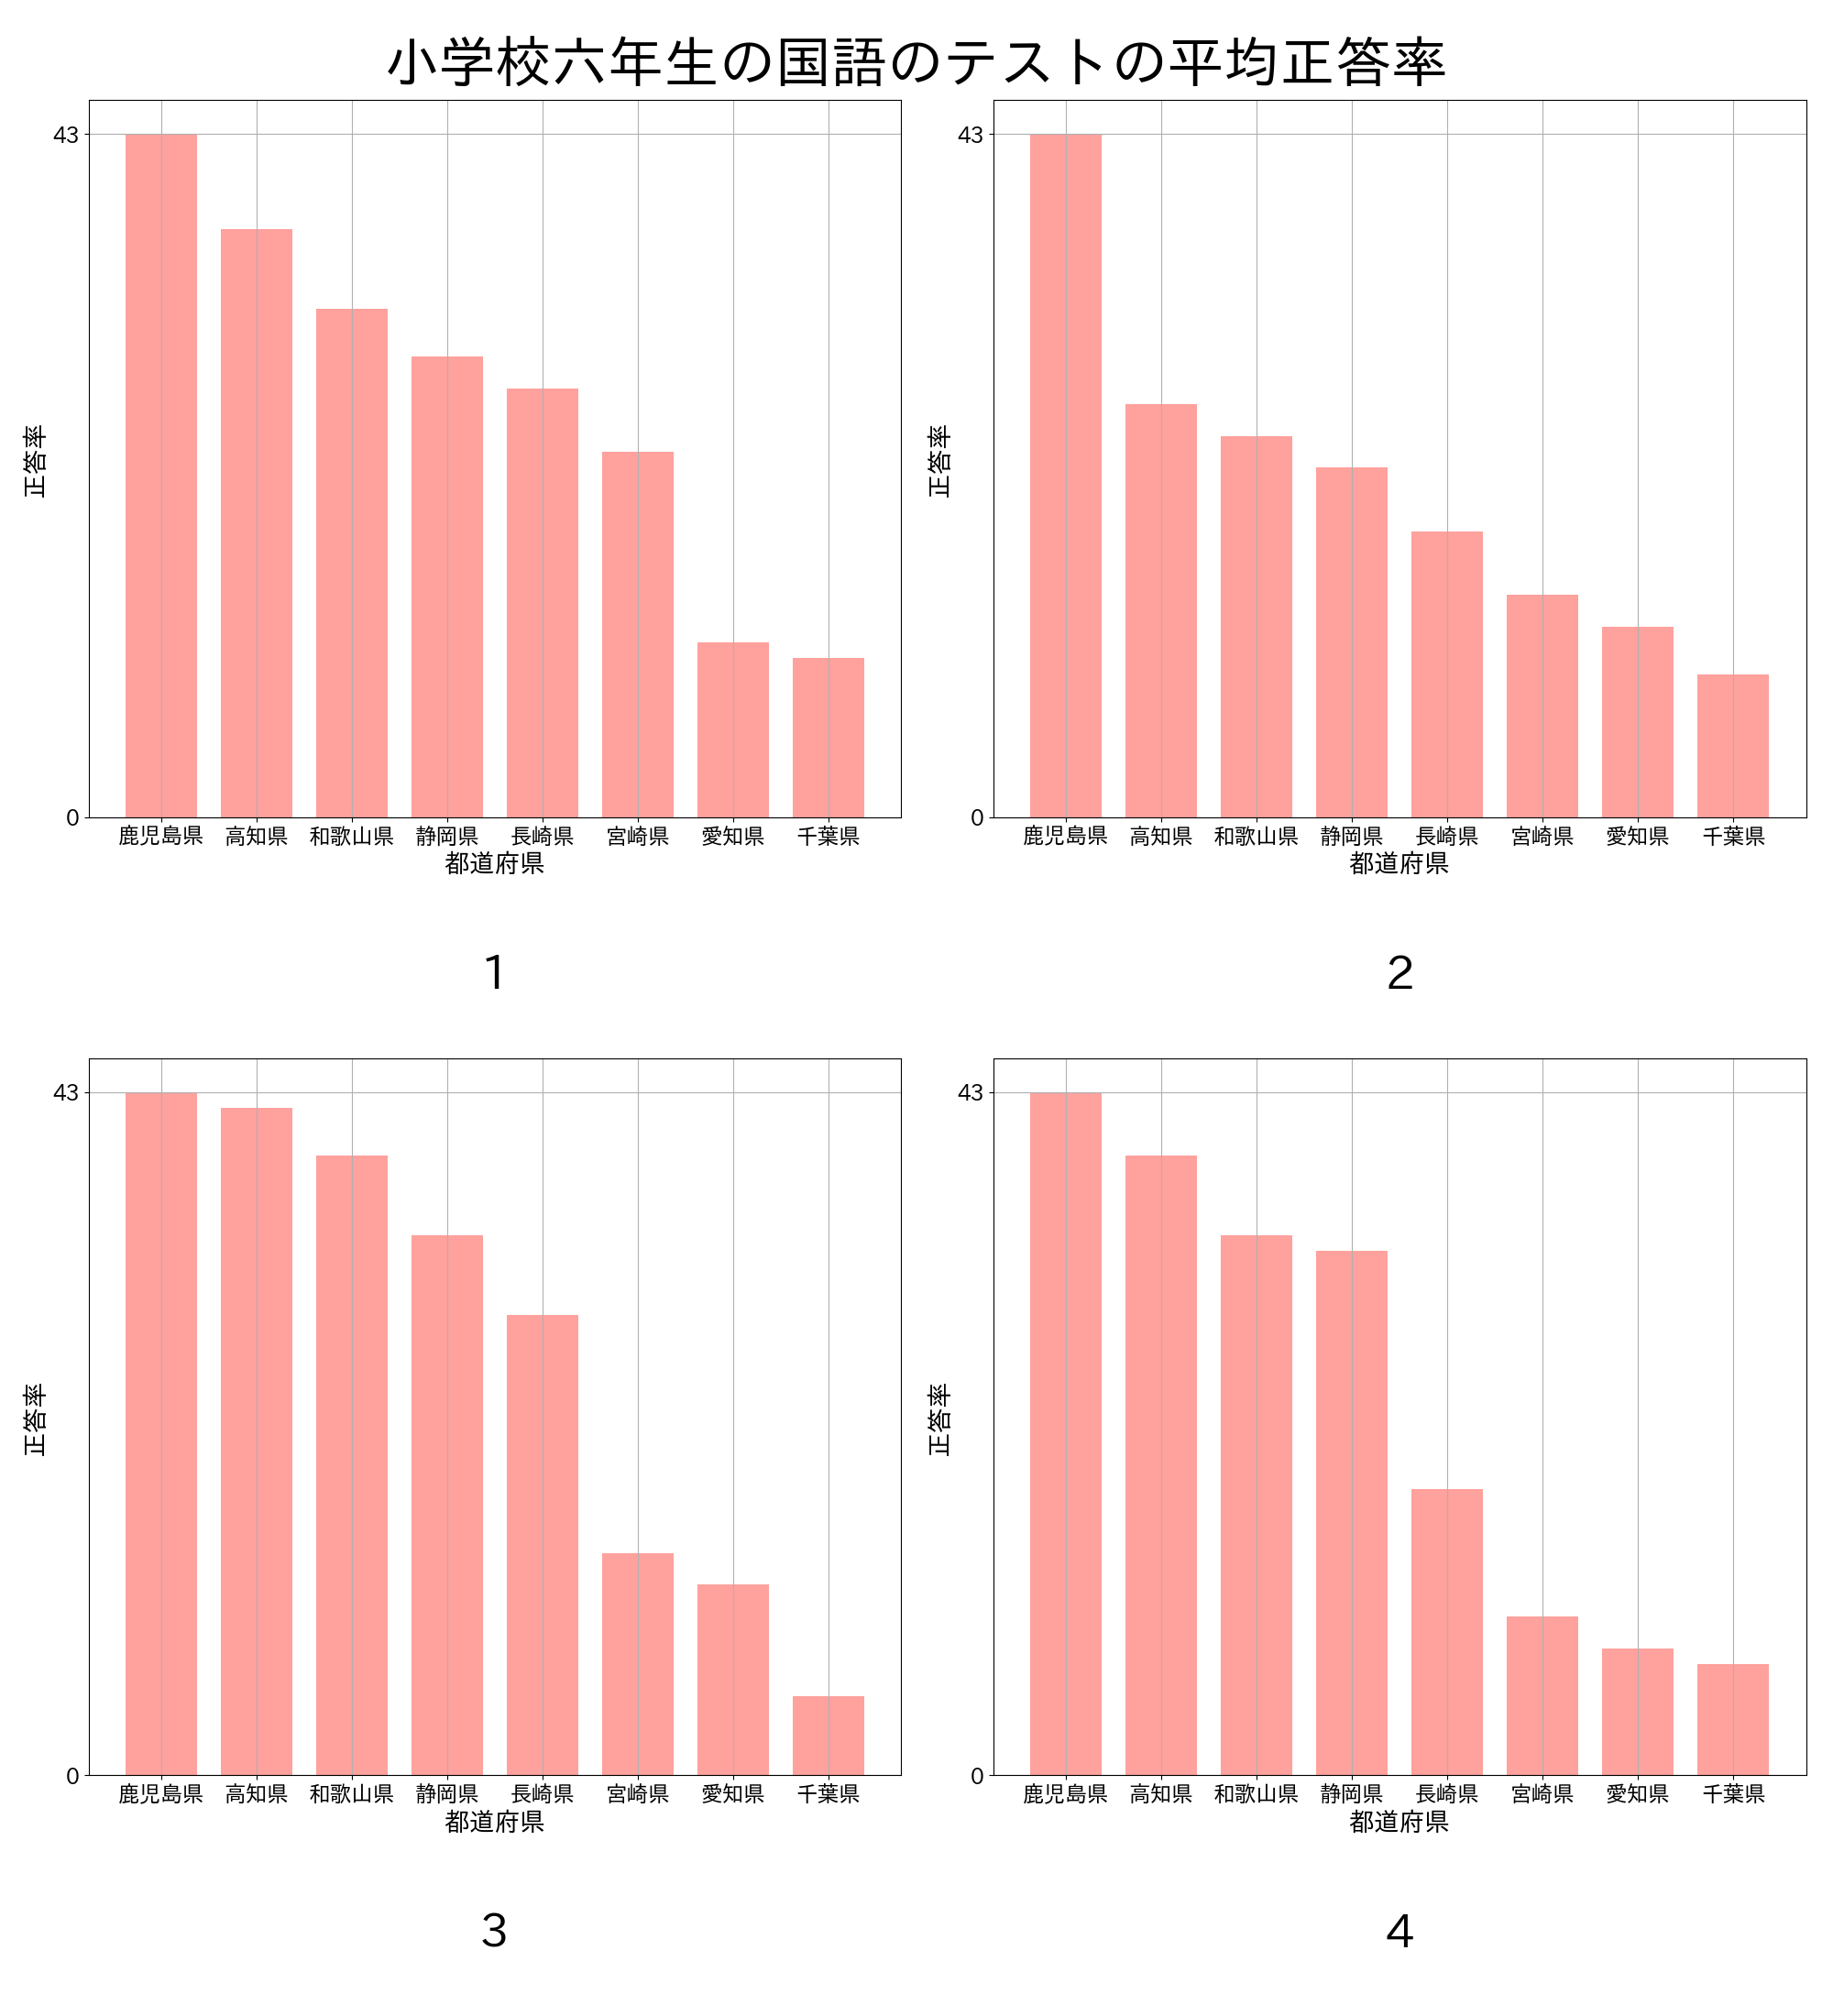 小学校六年生の国語のテストの平均正答率
43
0
正答率
鹿児島県 高知県 和歌山県 静岡県 長崎県 宮崎県 愛知県 千葉県
都道府県
1
43
0
正答率
鹿児島県 高知県 和歌山県 静岡県 長崎県 宮崎県 愛知県 千葉県
都道府県
2
43
0
正答率
鹿児島県 高知県 和歌山県 静岡県 長崎県 宮崎県 愛知県 千葉県
都道府県
3
43
0
正答率
鹿児島県 高知県 和歌山県 静岡県 長崎県 宮崎県 愛知県 千葉県
都道府県
4